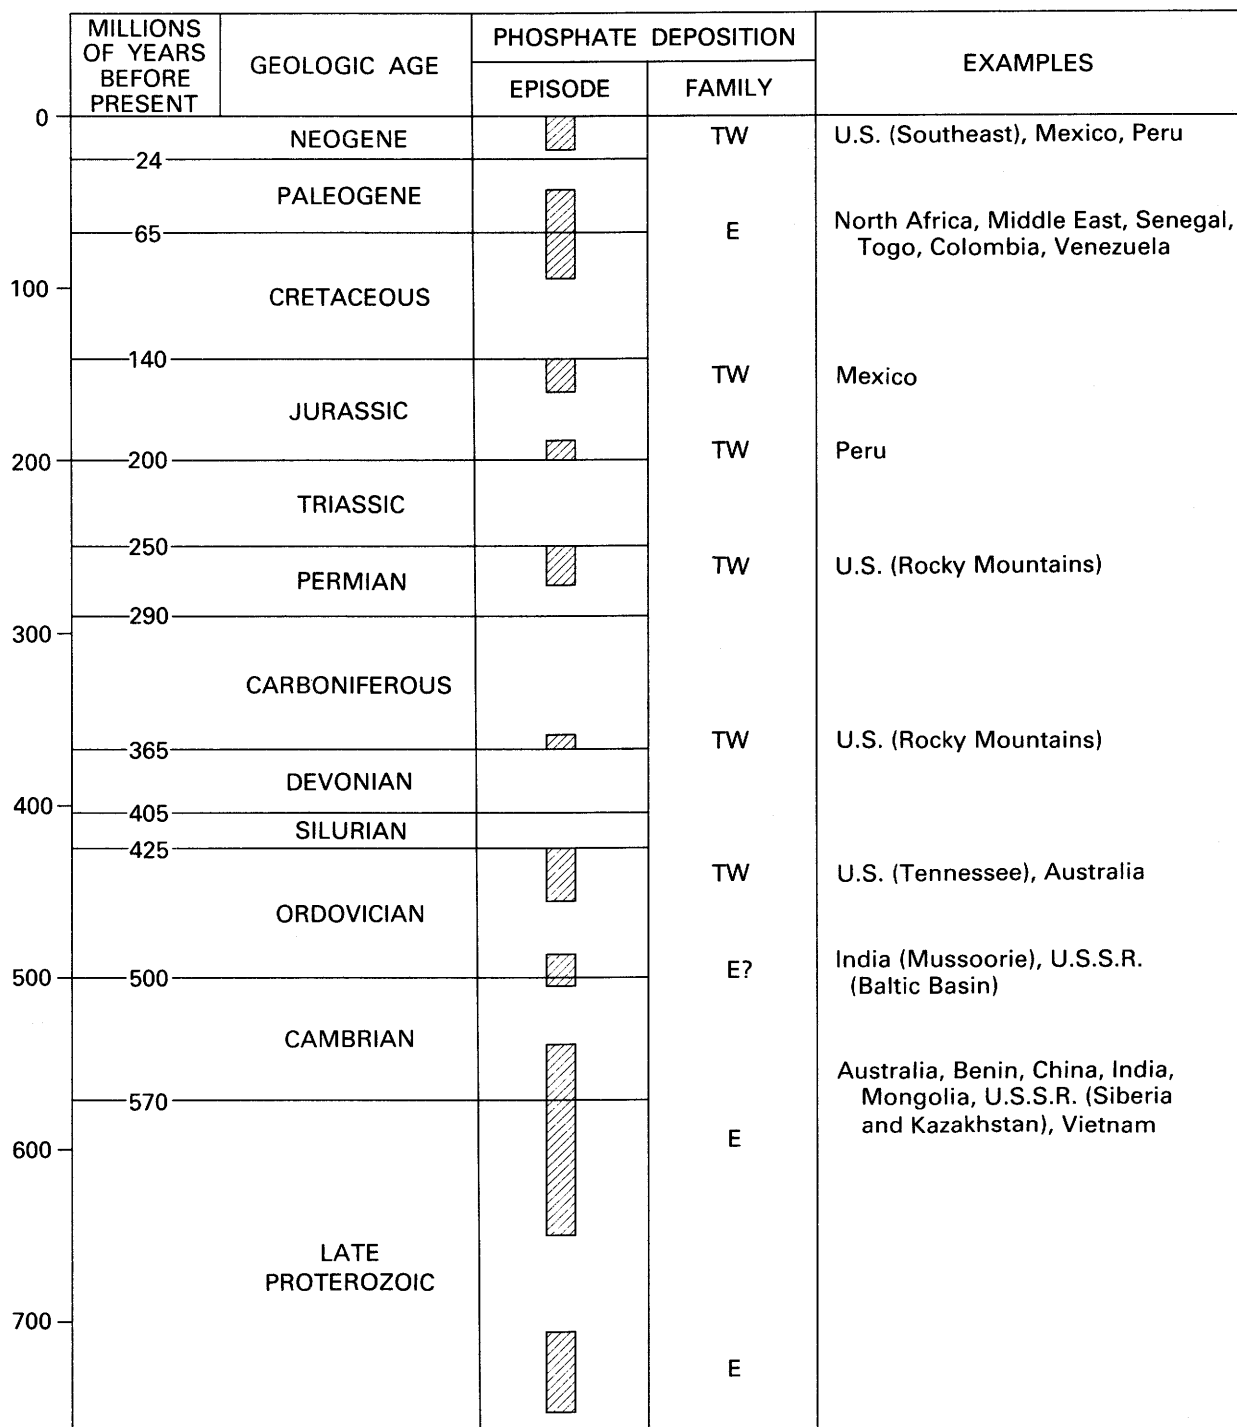 MILLIONS
OF YEARS
BEFORE
PRESENT
GEOLOGIC AGE
PHOSPHATE DEPOSITION
EPISODE
FAMILY
EXAMPLES
0
NEOGENE
TW
U.S. (Southeast), Mexico, Peru
24
PALEOGENE
65
E
North Africa, Middle East, Senegal,
Togo, Colombia, Venezuela
100
CRETACEOUS
140
TW
Mexico
JURASSIC
TW
Peru
200
200
TRIASSIC
250
PERMIAN
TW
U.S. (Rocky Mountains)
290
300
CARBONIFEROUS
TW
U.S. (Rocky Mountains)
365
DEVONIAN
400
405
SILURIAN
425
TW
U.S. (Tennessee), Australia
ORDOVICIAN
E?
India (Mussoorie), U.S.S.R.
(Baltic Basin)
500
500
CAMBRIAN
Australia, Benin, China, India,
Mongolia, U.S.S.R. (Siberia
and Kazakhstan), Vietnam
570
E
600
LATE
PROTEROZOIC
700
E